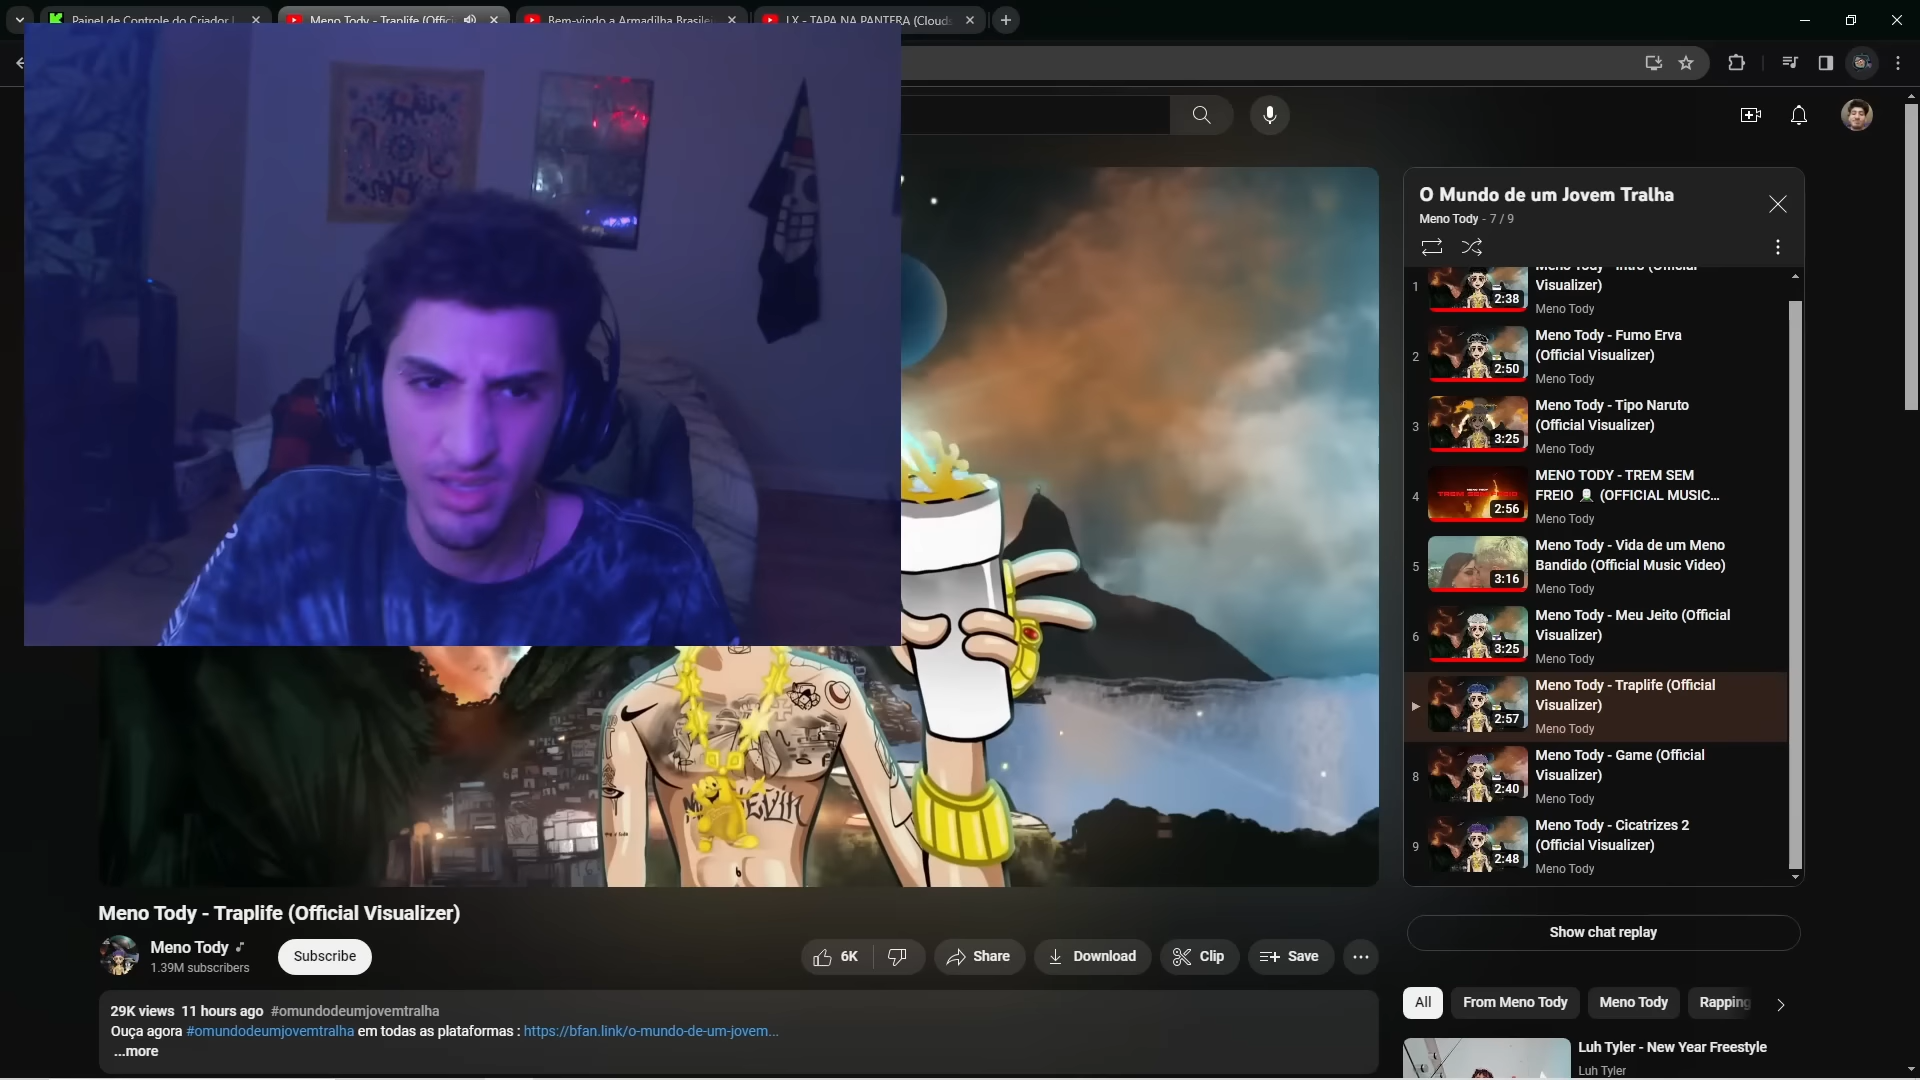 Painel de Controle do Criador |
Meno Tody - Traplife (Offici
Bem-vindo a Armadilha Brasilei
LX - TAPA NA PANTERA (Clouds
O Mundo de um Jovem Tralha
Meno Tody - 7 / 9
1
Meno Tody - Intro (Official
Visualizer)
Meno Tody
2:38
2
Meno Tody - Fumo Erva
(Official Visualizer)
Meno Tody
2:50
3
Meno Tody - Tipo Naruto
(Official Visualizer)
Meno Tody
3:25
4
MENO TODY - TREM SEM
FREIO (OFFICIAL MUSIC...
Meno Tody
2:56
5
Meno Tody - Vida de um Meno
Bandido (Official Music Video)
Meno Tody
3:16
6
Meno Tody - Meu Jeito (Official
Visualizer)
Meno Tody
3:25
Meno Tody - Traplife (Official
Visualizer)
Meno Tody
2:57
8
Meno Tody - Game (Official
Visualizer)
Meno Tody
2:40
9
Meno Tody - Cicatrizes 2
(Official Visualizer)
Meno Tody
2:48
Meno Tody - Traplife (Official Visualizer)
Meno Tody
1.39M subscribers
Subscribe
6K
Share
Download
Clip
Save
29K views 11 hours ago #omundodeumjovemtralha
Ouça agora #omundodeumjovemtralha em todas as plataformas : https://bfan.link/o-mundo-de-um-jovem...
...more
Show chat replay
All
From Meno Tody
Meno Tody
Rapping
Luh Tyler - New Year Freestyle
Luh Tyler